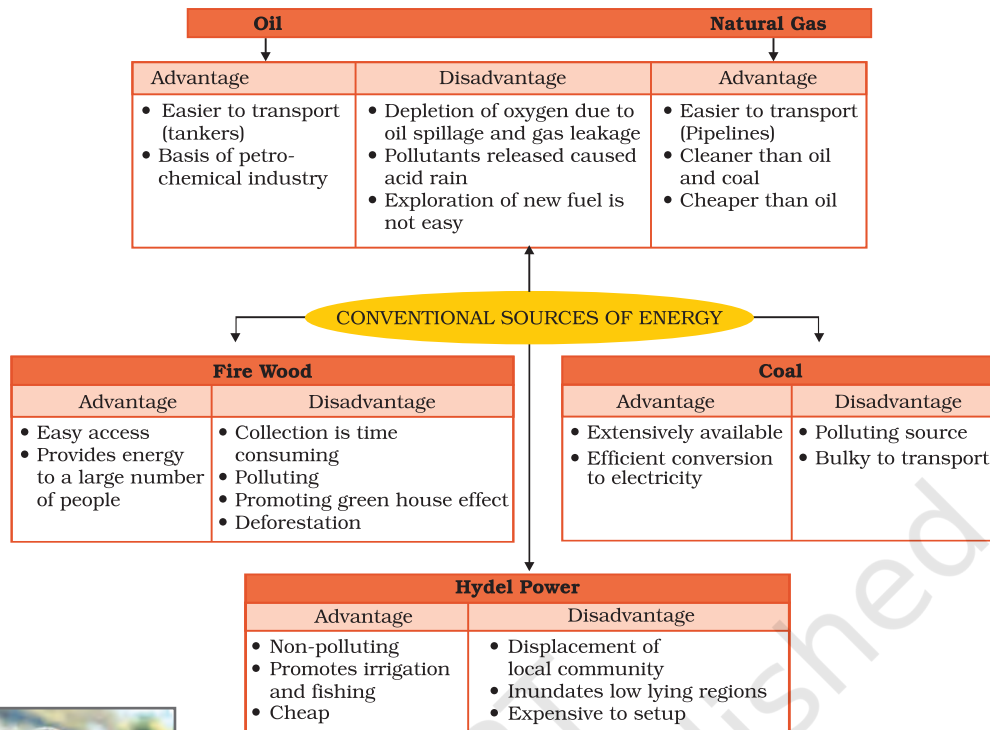 Oil Natural Gas
Advantage Disadvantage Advantage
• Easier to transport
(tankers)
• Basis of petro-
chemical industry
• Depletion of oxygen due to
oil spillage and gas leakage
• Pollutants released caused
acid rain
• Exploration of new fuel is
not easy
• Easier to transport
(Pipelines)
• Cleaner than oil
and coal
• Cheaper than oil
CONVENTIONAL SOURCES OF ENERGY
Fire Wood
Advantage Disadvantage
• Easy access
• Provides energy
to a large number
of people
• Collection is time
consuming
• Polluting
• Promoting green house effect
• Deforestation
Coal
Advantage Disadvantage
• Extensively available
• Efficient conversion
to electricity
• Polluting source
• Bulky to transport
Hydel Power
Advantage Disadvantage
• Non-polluting
• Promotes irrigation
and fishing
• Cheap
• Displacement of
local community
• Inundates low lying regions
• Expensive to setup